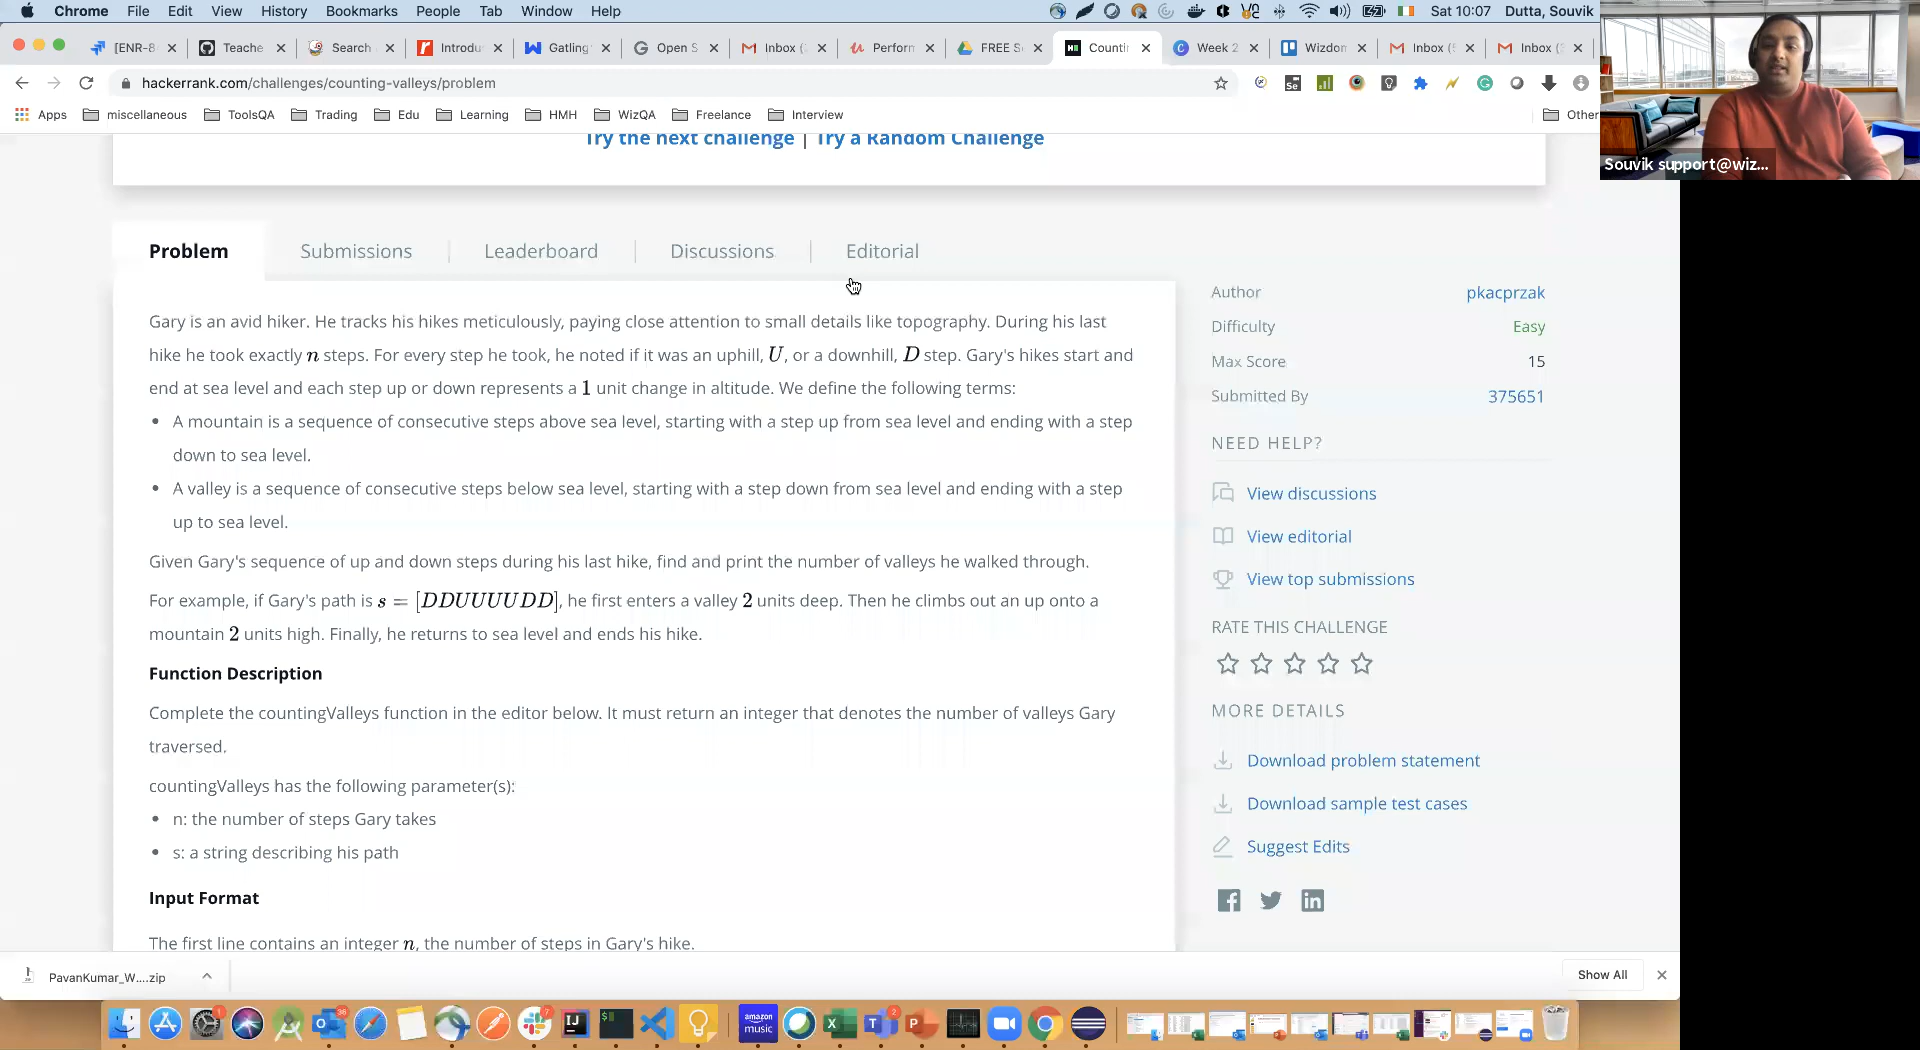 Chrome File Edit View History Bookmarks People Tab Window Help Sat 10:07 Dutta, Souvik
[ENR-8 Teache Search Introdu Gatling Open S Inbox ( Perform FREE S Countin Week 2 Wizdom Inbox ( Inbox (
hackerrank.com/challenges/counting-valleys/problem
Apps miscellaneous ToolsQA Trading Edu Learning HMH WizQA Freelance Interview Other
Souvik support@wiz...
Try the next challenge | Try a Random Challenge
Problem Submissions Leaderboard Discussions Editorial
Gary is an avid hiker. He tracks his hikes meticulously, paying close attention to small details like topography. During his last
hike he took exactly n steps. For every step he took, he noted if it was an uphill, U, or a downhill, D step. Gary's hikes start and
end at sea level and each step up or down represents a 1 unit change in altitude. We define the following terms:
• A mountain is a sequence of consecutive steps above sea level, starting with a step up from sea level and ending with a step
down to sea level.
• A valley is a sequence of consecutive steps below sea level, starting with a step down from sea level and ending with a step
up to sea level.
Given Gary's sequence of up and down steps during his last hike, find and print the number of valleys he walked through.
For example, if Gary's path is s = [DDUUUUDD], he first enters a valley 2 units deep. Then he climbs out an up onto a
mountain 2 units high. Finally, he returns to sea level and ends his hike.
Function Description
Complete the countingValleys function in the editor below. It must return an integer that denotes the number of valleys Gary
traversed.
countingValleys has the following parameter(s):
• n: the number of steps Gary takes
• s: a string describing his path
Input Format
The first line contains an integer n, the number of steps in Gary's hike.
Author pkacprzak
Difficulty Easy
Max Score 15
Submitted By 375651
NEED HELP?
View discussions
View editorial
View top submissions
RATE THIS CHALLENGE
MORE DETAILS
Download problem statement
Download sample test cases
Suggest Edits
PavanKumar_W....zip
Show All
amazon
music